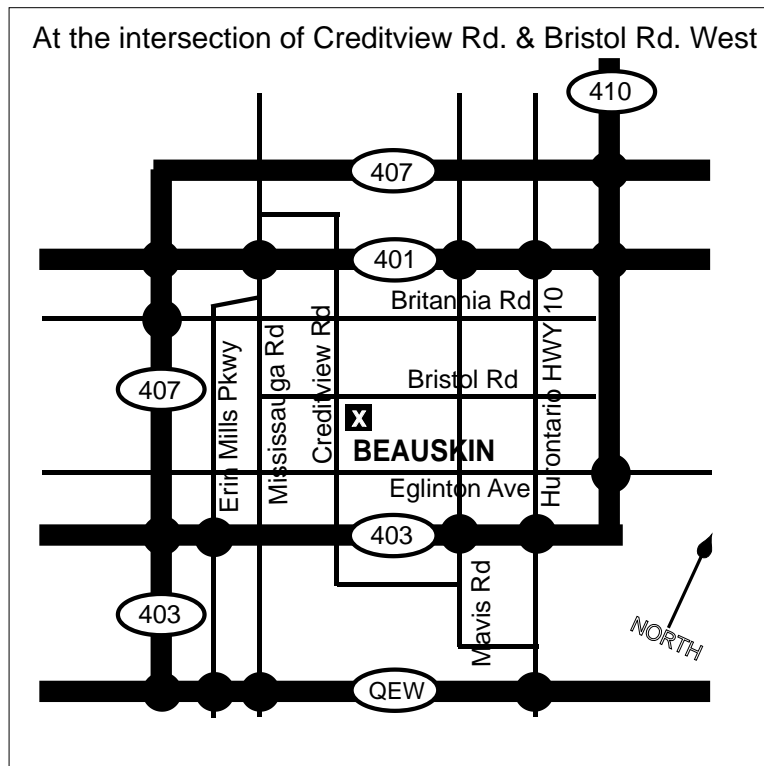 At the intersection of Creditview Rd. & Bristol Rd. West
410
407
401
Britannia Rd
407
Bristol Rd
Erin Mills Pkwy
Mississauga Rd
Creditview Rd
Hurontario HWY 10
X
BEAUSKIN
Eglinton Ave
403
Mavis Rd
403
NORTH
QEW